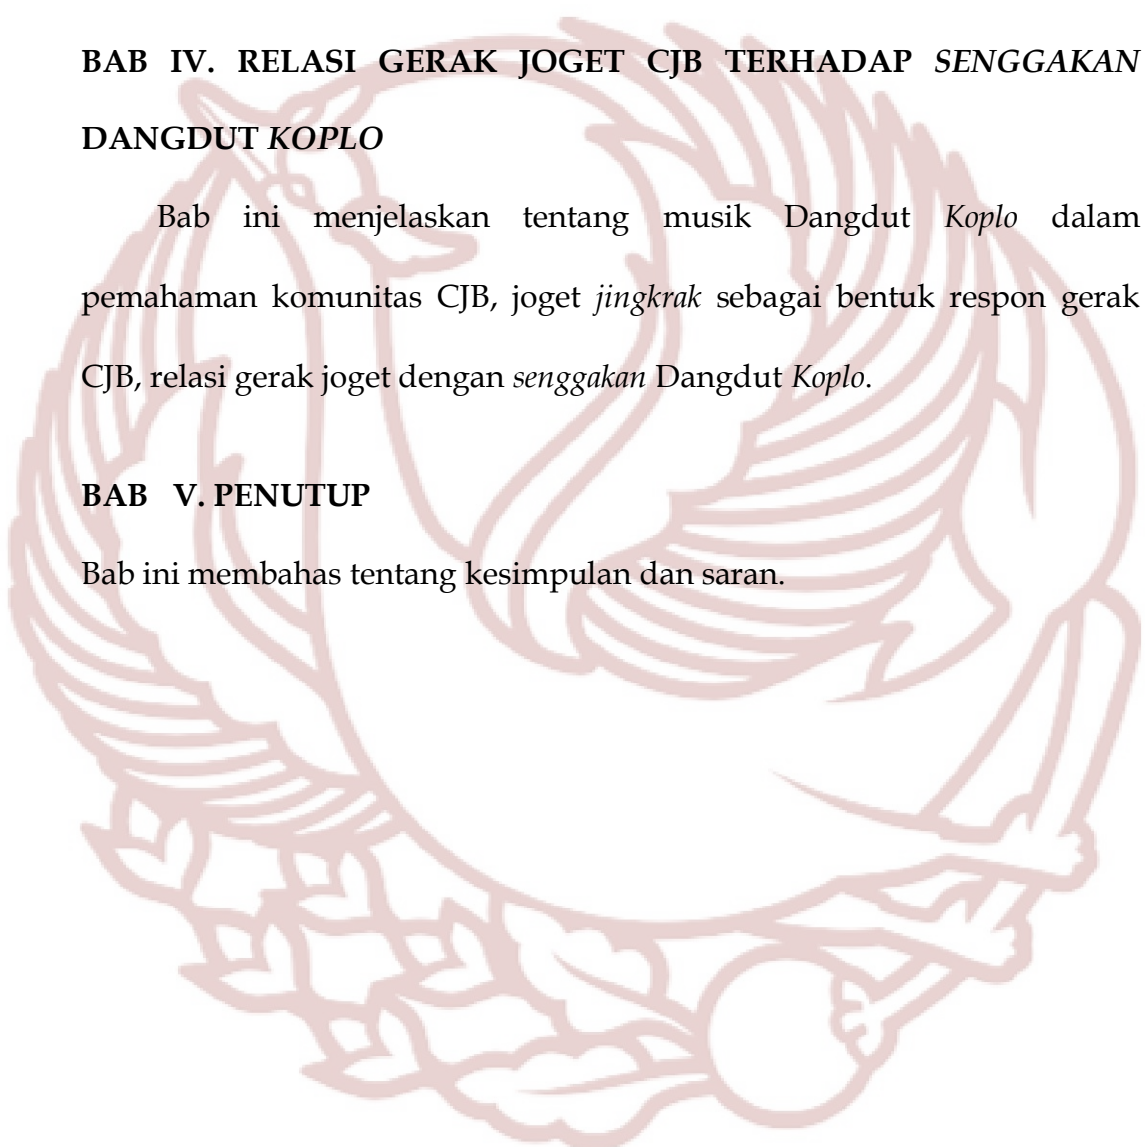 BAB IV. RELASI GERAK JOGET CJB TERHADAP SENGGAKAN
DANGDUT KOPLO
Bab ini menjelaskan tentang musik Dangdut Koplo dalam
pemahaman komunitas CJB, joget jingkrak sebagai bentuk respon gerak
CJB, relasi gerak joget dengan senggakan Dangdut Koplo.
BAB V. PENUTUP
Bab ini membahas tentang kesimpulan dan saran.